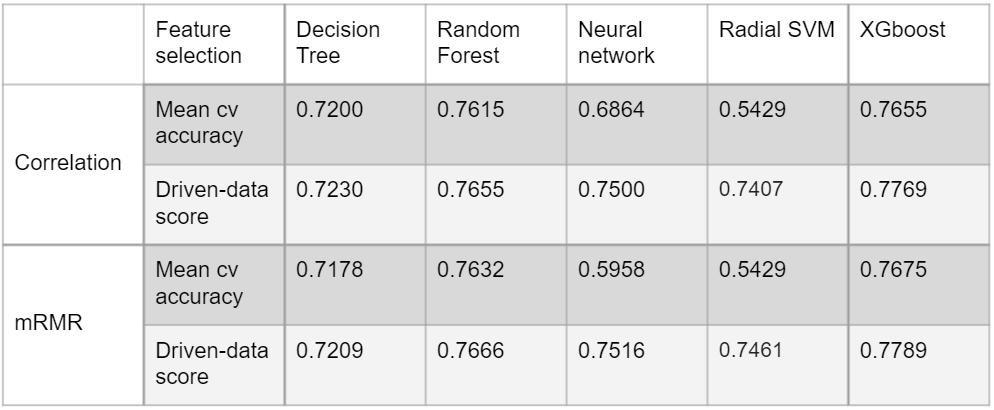 Feature selection Decision Tree Random Forest Neural network Radial SVM XGboost
Correlation
Mean cv accuracy 0.7200 0.7615 0.6864 0.5429 0.7655
Driven-data score 0.7230 0.7655 0.7500 0.7407 0.7769
mRMR
Mean cv accuracy 0.7178 0.7632 0.5958 0.5429 0.7675
Driven-data score 0.7209 0.7666 0.7516 0.7461 0.7789